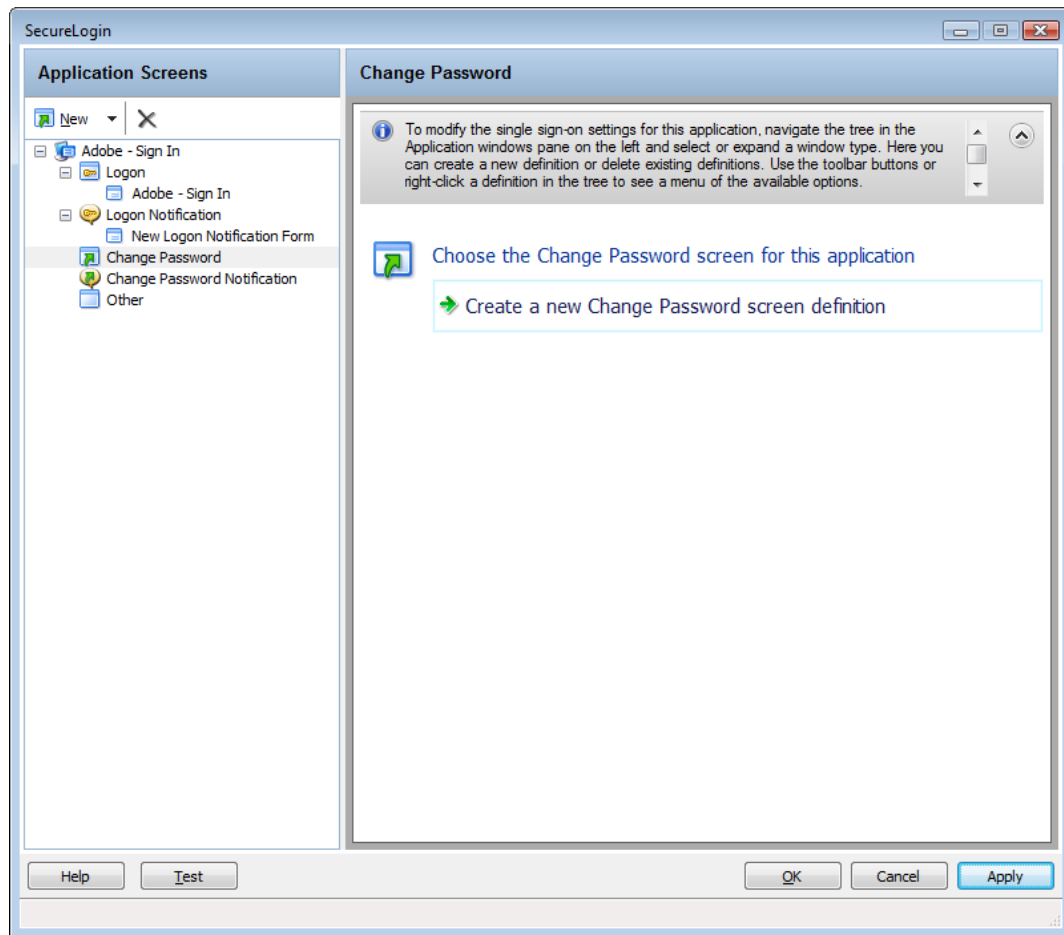 SecureLogin
Application Screens
New
Adobe - Sign In
Logon
Adobe - Sign In
Logon Notification
New Logon Notification Form
Change Password
Change Password Notification
Other
Change Password
To modify the single sign-on settings for this application, navigate the tree in the
Application windows pane on the left and select or expand a window type. Here you
can create a new definition or delete existing definitions. Use the toolbar buttons or
right-click a definition in the tree to see a menu of the available options.
Choose the Change Password screen for this application
Create a new Change Password screen definition
Help
Test
OK
Cancel
Apply